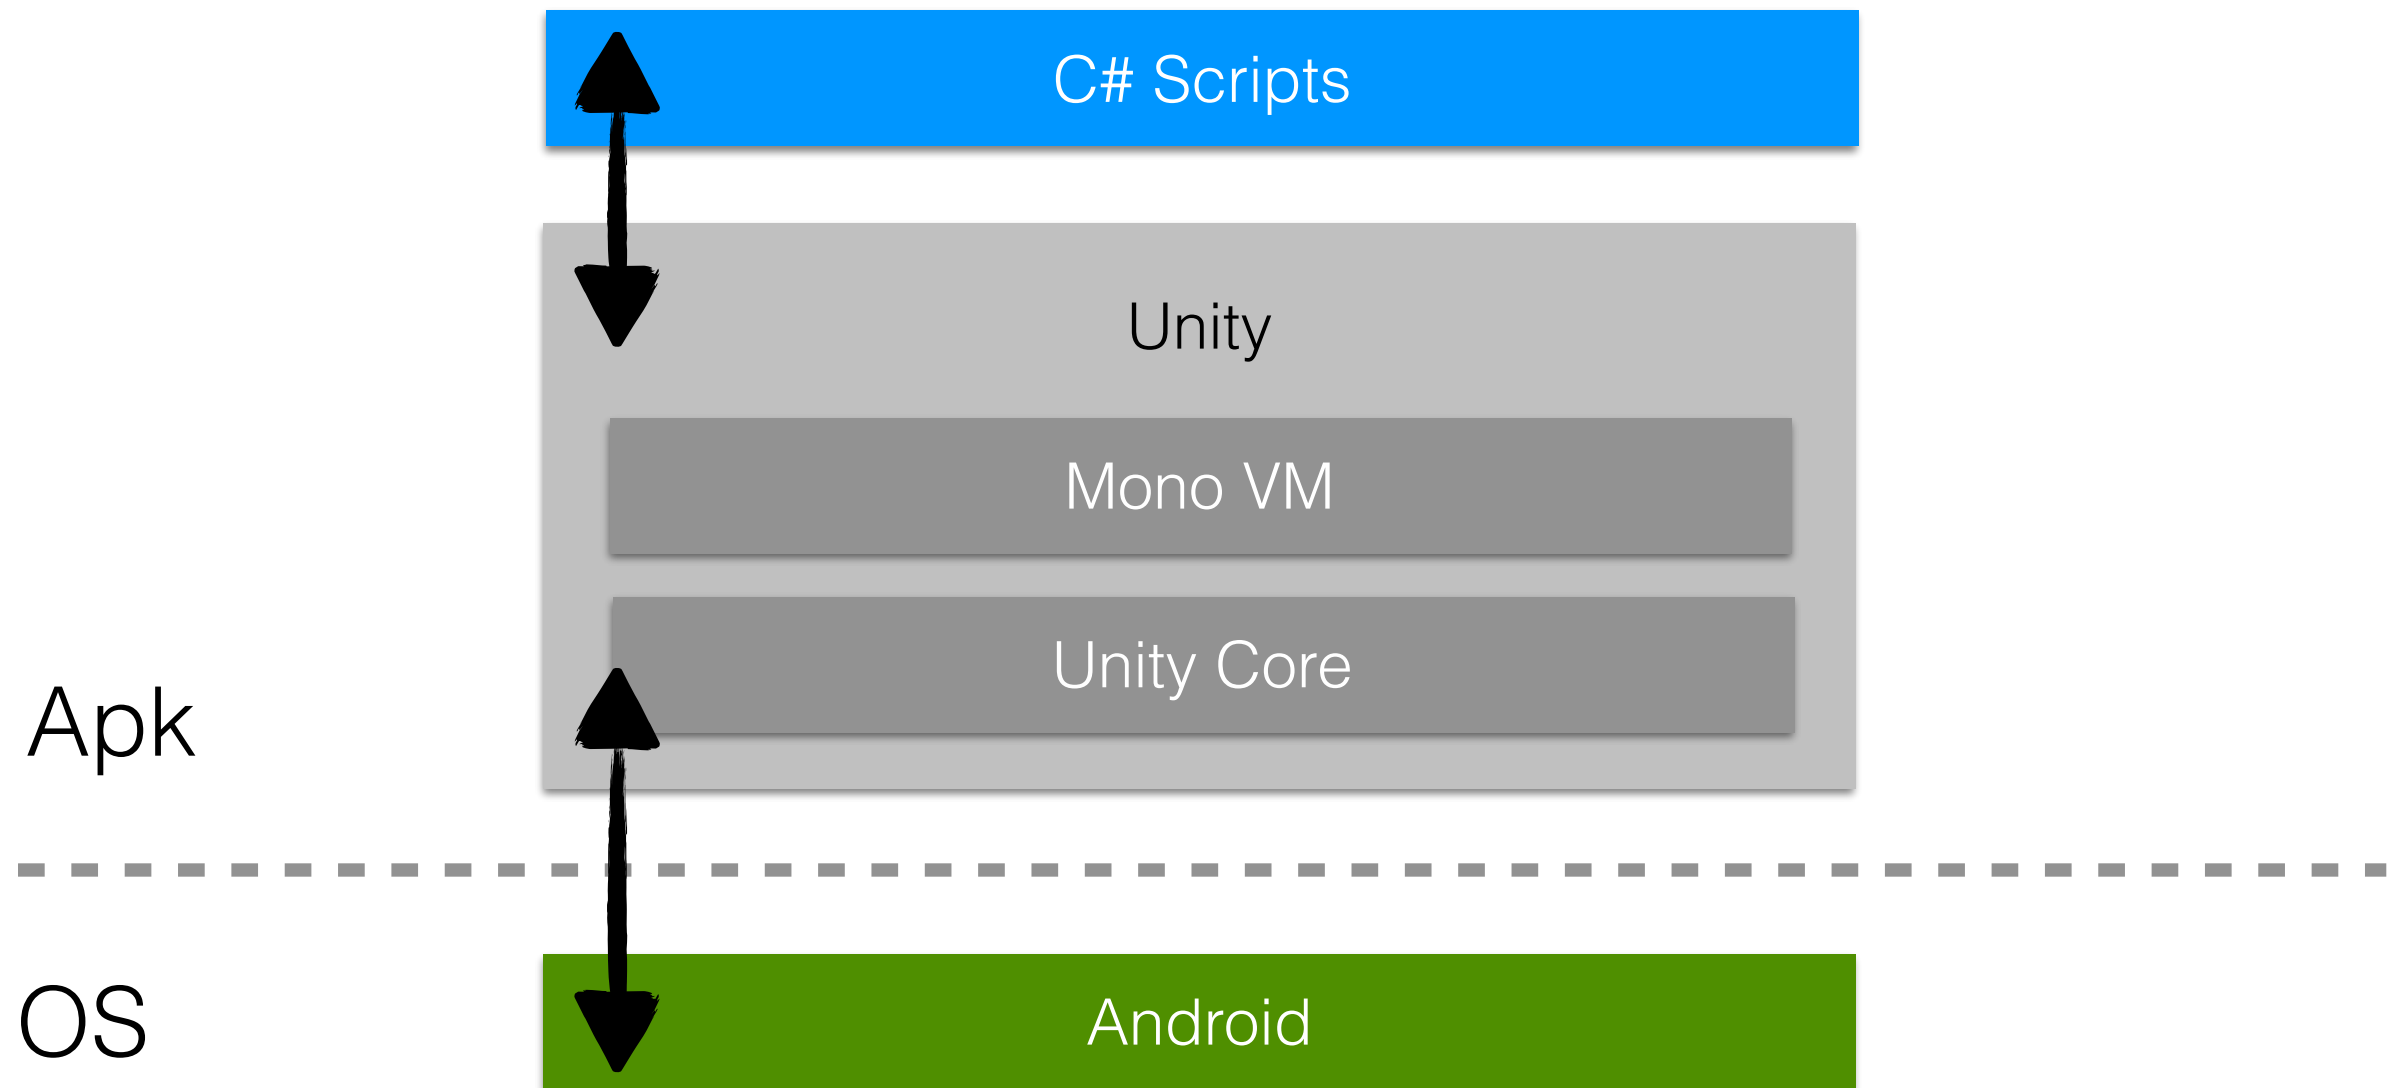 C# Scripts
Unity
Mono VM
Unity Core
Apk
OS
Android